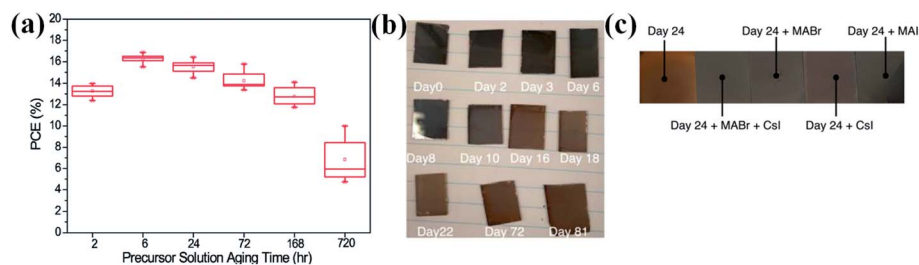 (a)
20
18
16
14
12
10
8
6
4
2
0
PCE (%)
2 6 24 72 168 720
Precursor Solution Aging Time (hr)
(b)
Day0 Day 2 Day 3 Day 6
Day8 Day 10 Day 16 Day 18
Day22 Day 72 Day 81
(c)
Day 24 Day 24 + MABr Day 24 + MAI
Day 24 + MABr + CsI Day 24 + CsI